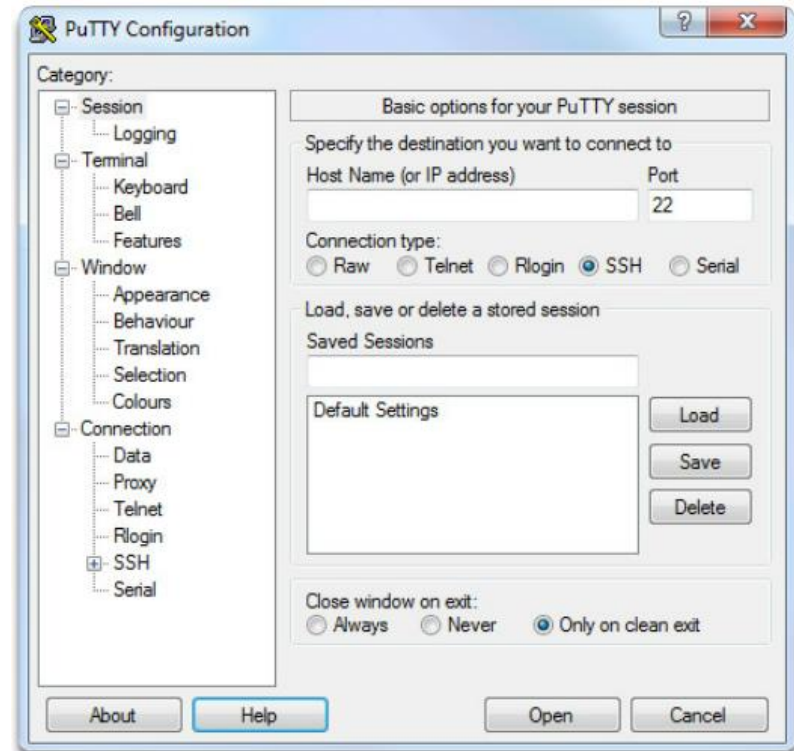 PuTTY Configuration
?
Category:
Session
Logging
Terminal
Keyboard
Bell
Features
Window
Appearance
Behaviour
Translation
Selection
Colours
Connection
Data
Proxy
Telnet
Rlogin
SSH
Serial
Basic options for your PuTTY session
Specify the destination you want to connect to
Host Name (or IP address) Port
22
Connection type:
Raw Telnet Rlogin SSH Serial
Load, save or delete a stored session
Saved Sessions
Default Settings
Load
Save
Delete
Close window on exit:
Always Never Only on clean exit
About Help Open Cancel